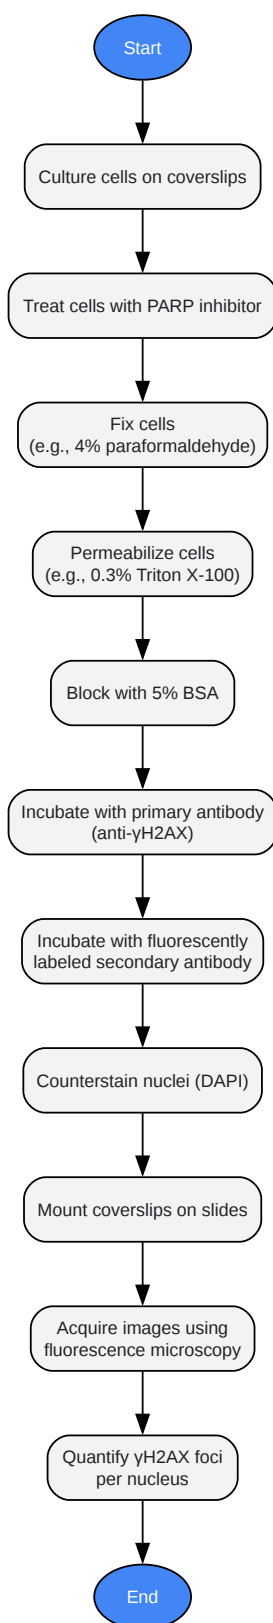 Start
Culture cells on coverslips
Treat cells with PARP inhibitor
Fix cells
(e.g., 4% paraformaldehyde)
Permeabilize cells
(e.g., 0.3% Triton X-100)
Block with 5% BSA
Incubate with primary antibody
(anti-γH2AX)
Incubate with fluorescently
labeled secondary antibody
Counterstain nuclei (DAPI)
Mount coverslips on slides
Acquire images using
fluorescence microscopy
Quantify γH2AX foci
per nucleus
End